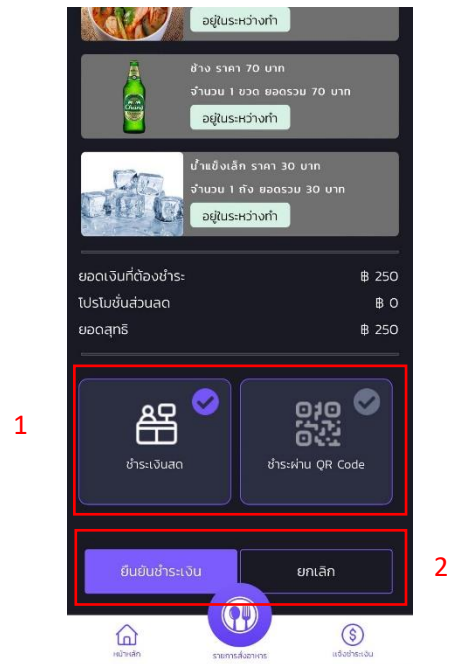 อยู่ในระหว่างทำ
ช้าง ราคา 70 บาท
จำนวน 1 ขวด ยอดรวม 70 บาท
อยู่ในระหว่างทำ
น้ำแข็งเล็ก ราคา 30 บาท
จำนวน 1 ถัง ยอดรวม 30 บาท
อยู่ในระหว่างทำ
ยอดเงินที่ต้องชำระ ฿ 250
โปรโมชั่นส่วนลด ฿ 0
ยอดสุทธิ ฿ 250
1
ชำระเงินสด ชำระผ่าน QR Code
ยืนยันชำระเงิน ยกเลิก
2
หน้าหลัก รายการสั่งอาหาร แจ้งชำระเงิน